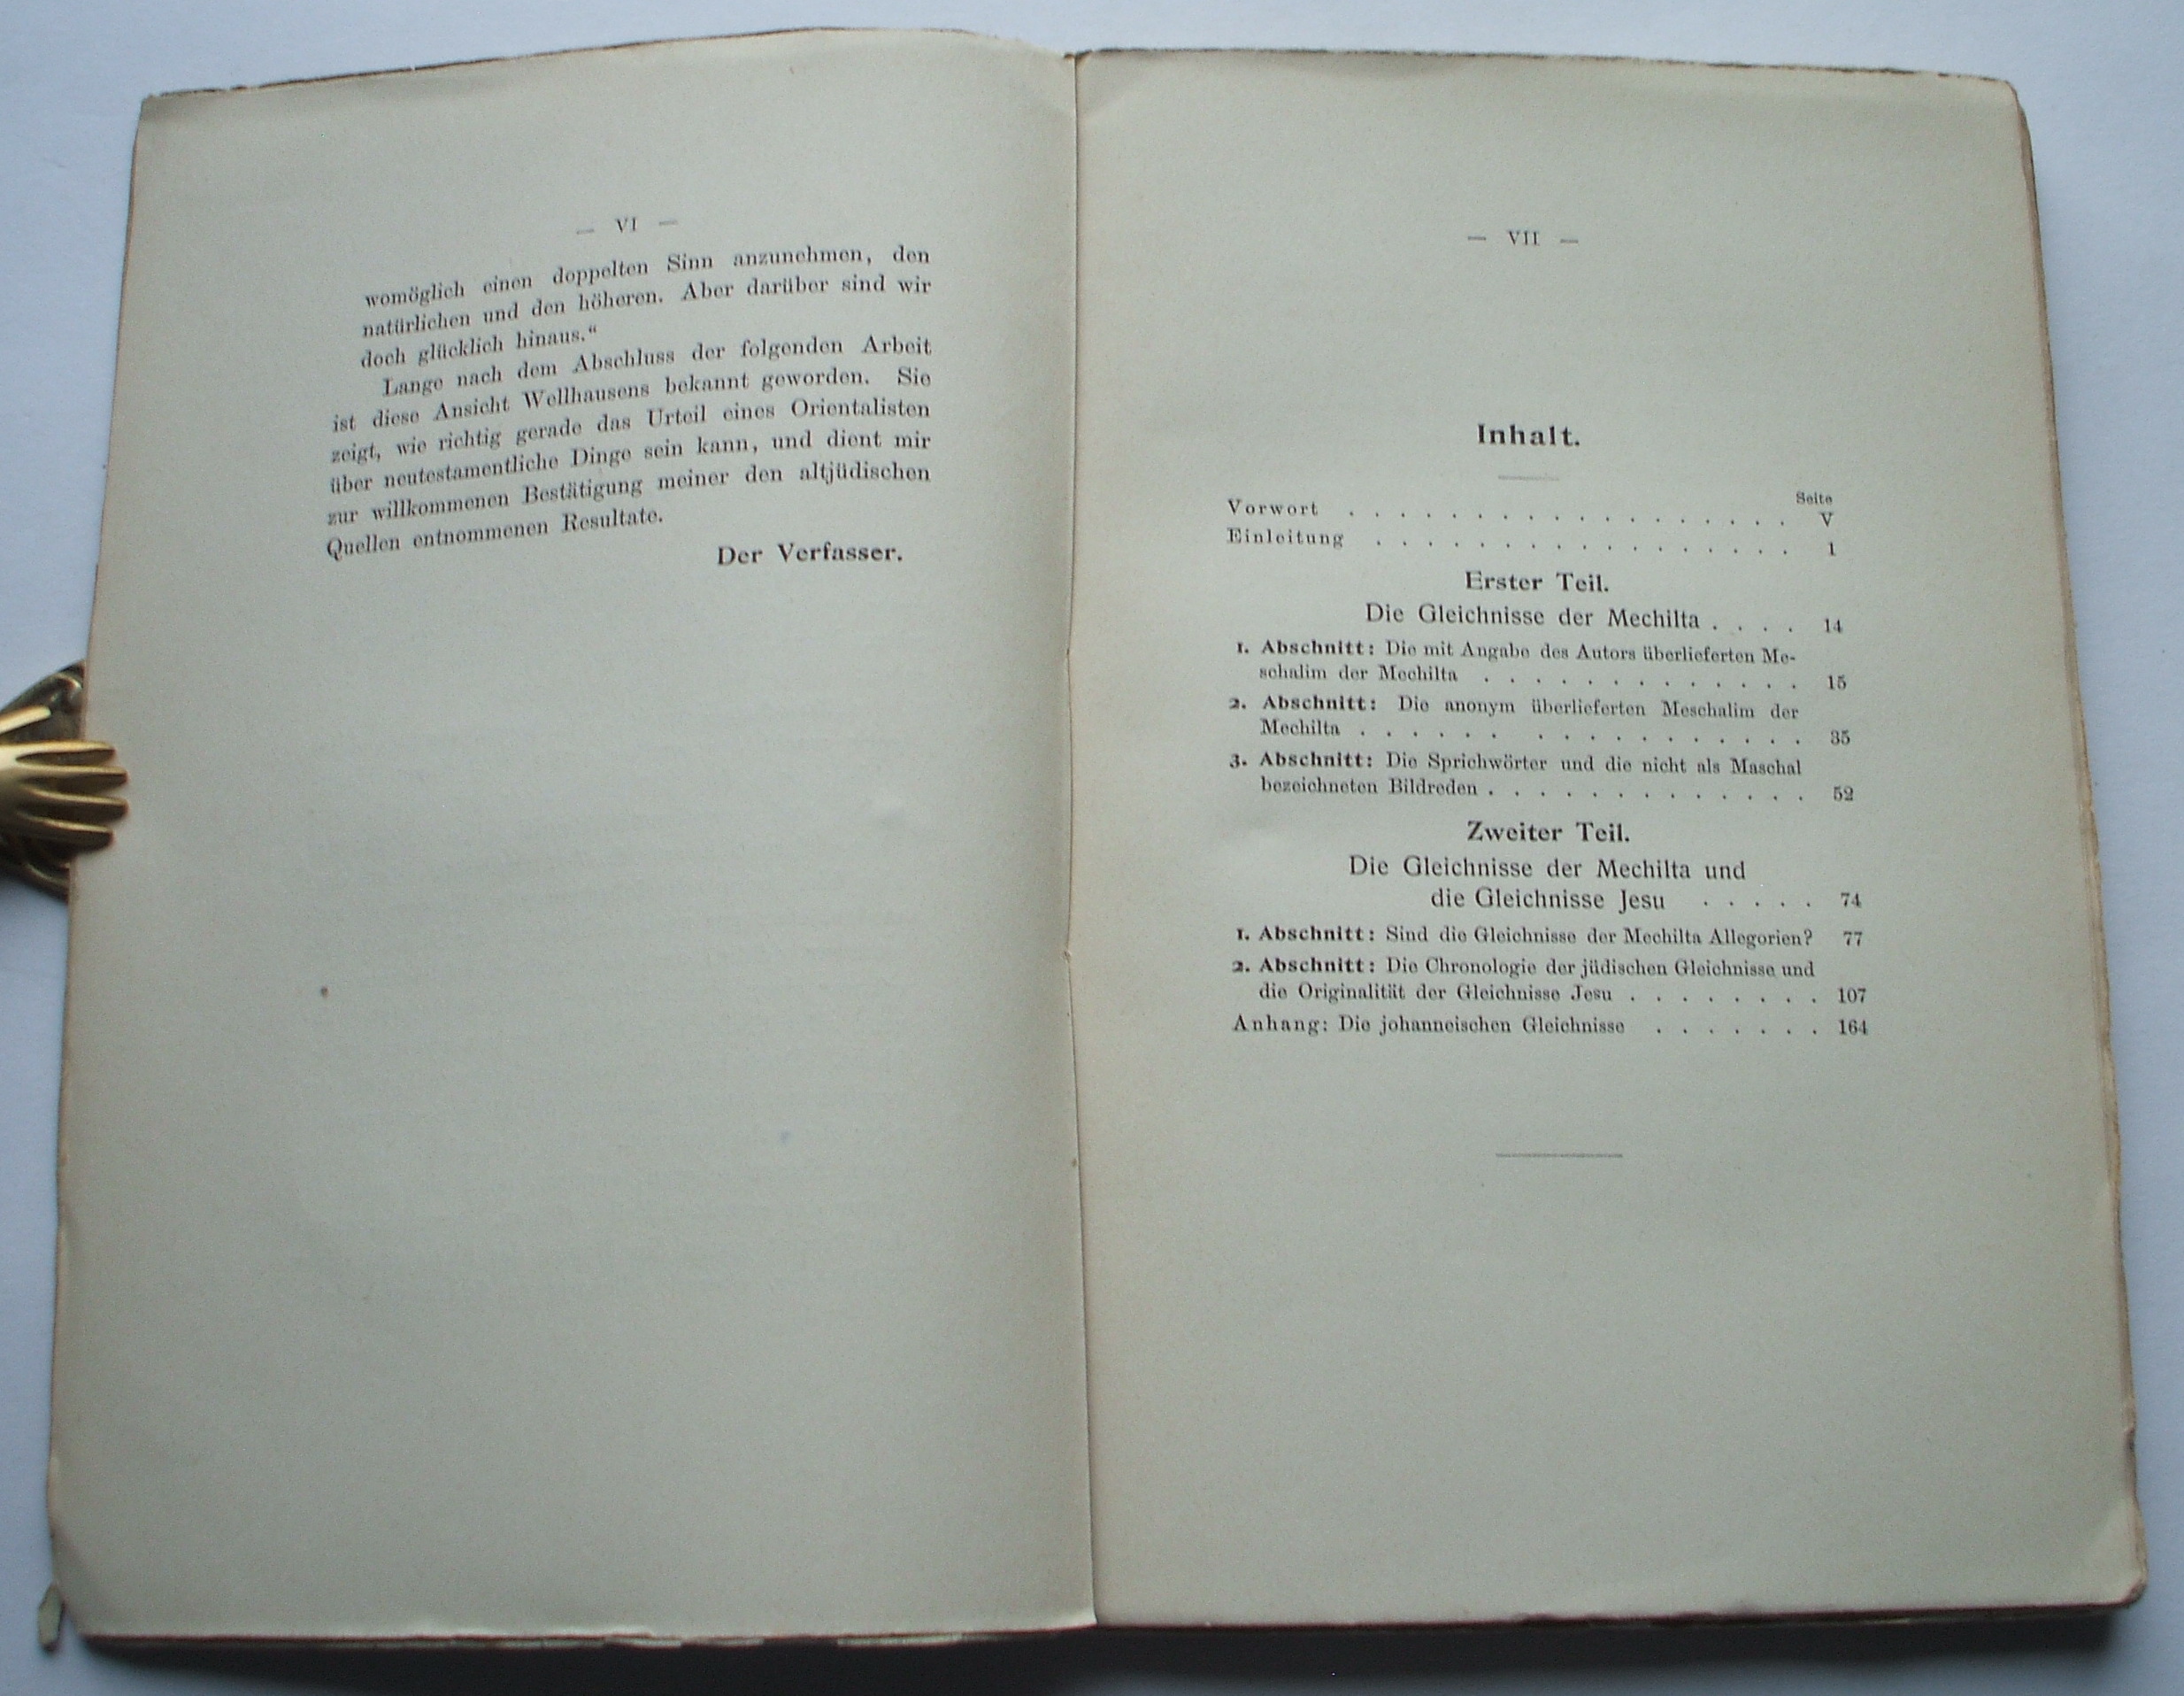 — VI —
womöglich einen doppelten Sinn anzunehmen, den
natürlichen und den höheren. Aber darüber sind wir
doch glücklich hinaus.“
Lange nach dem Abschluss der folgenden Arbeit
ist diese Ansicht Wellhausens bekannt geworden. Sie
zeigt, wie richtig gerade das Urteil eines Orientalisten
über neutestamentliche Dinge sein kann, und dient mir
zur willkommenen Bestätigung meiner den altjüdischen
Quellen entnommenen Resultate.
Der Verfasser.
— VII —
Inhalt.
Seite
Vorwort . . . . . . . . . . . . . . . . . V
Einleitung . . . . . . . . . . . . . . . . . 1
Erster Teil.
Die Gleichnisse der Mechilta . . . . 14
1. Abschnitt: Die mit Angabe des Autors überlieferten Me-
schalim der Mechilta . . . . . . . . . . . . . 15
2. Abschnitt: Die anonym überlieferten Meschalim der
Mechilta . . . . . . . . . . . . . . . . . 35
3. Abschnitt: Die Sprichwörter und die nicht als Maschal
bezeichneten Bildreden . . . . . . . . . . . . . 52
Zweiter Teil.
Die Gleichnisse der Mechilta und
die Gleichnisse Jesu . . . . . 74
1. Abschnitt: Sind die Gleichnisse der Mechilta Allegorien? 77
2. Abschnitt: Die Chronologie der jüdischen Gleichnisse und
die Originalität der Gleichnisse Jesu . . . . . . . . 107
Anhang: Die johanneischen Gleichnisse . . . . . . . 164